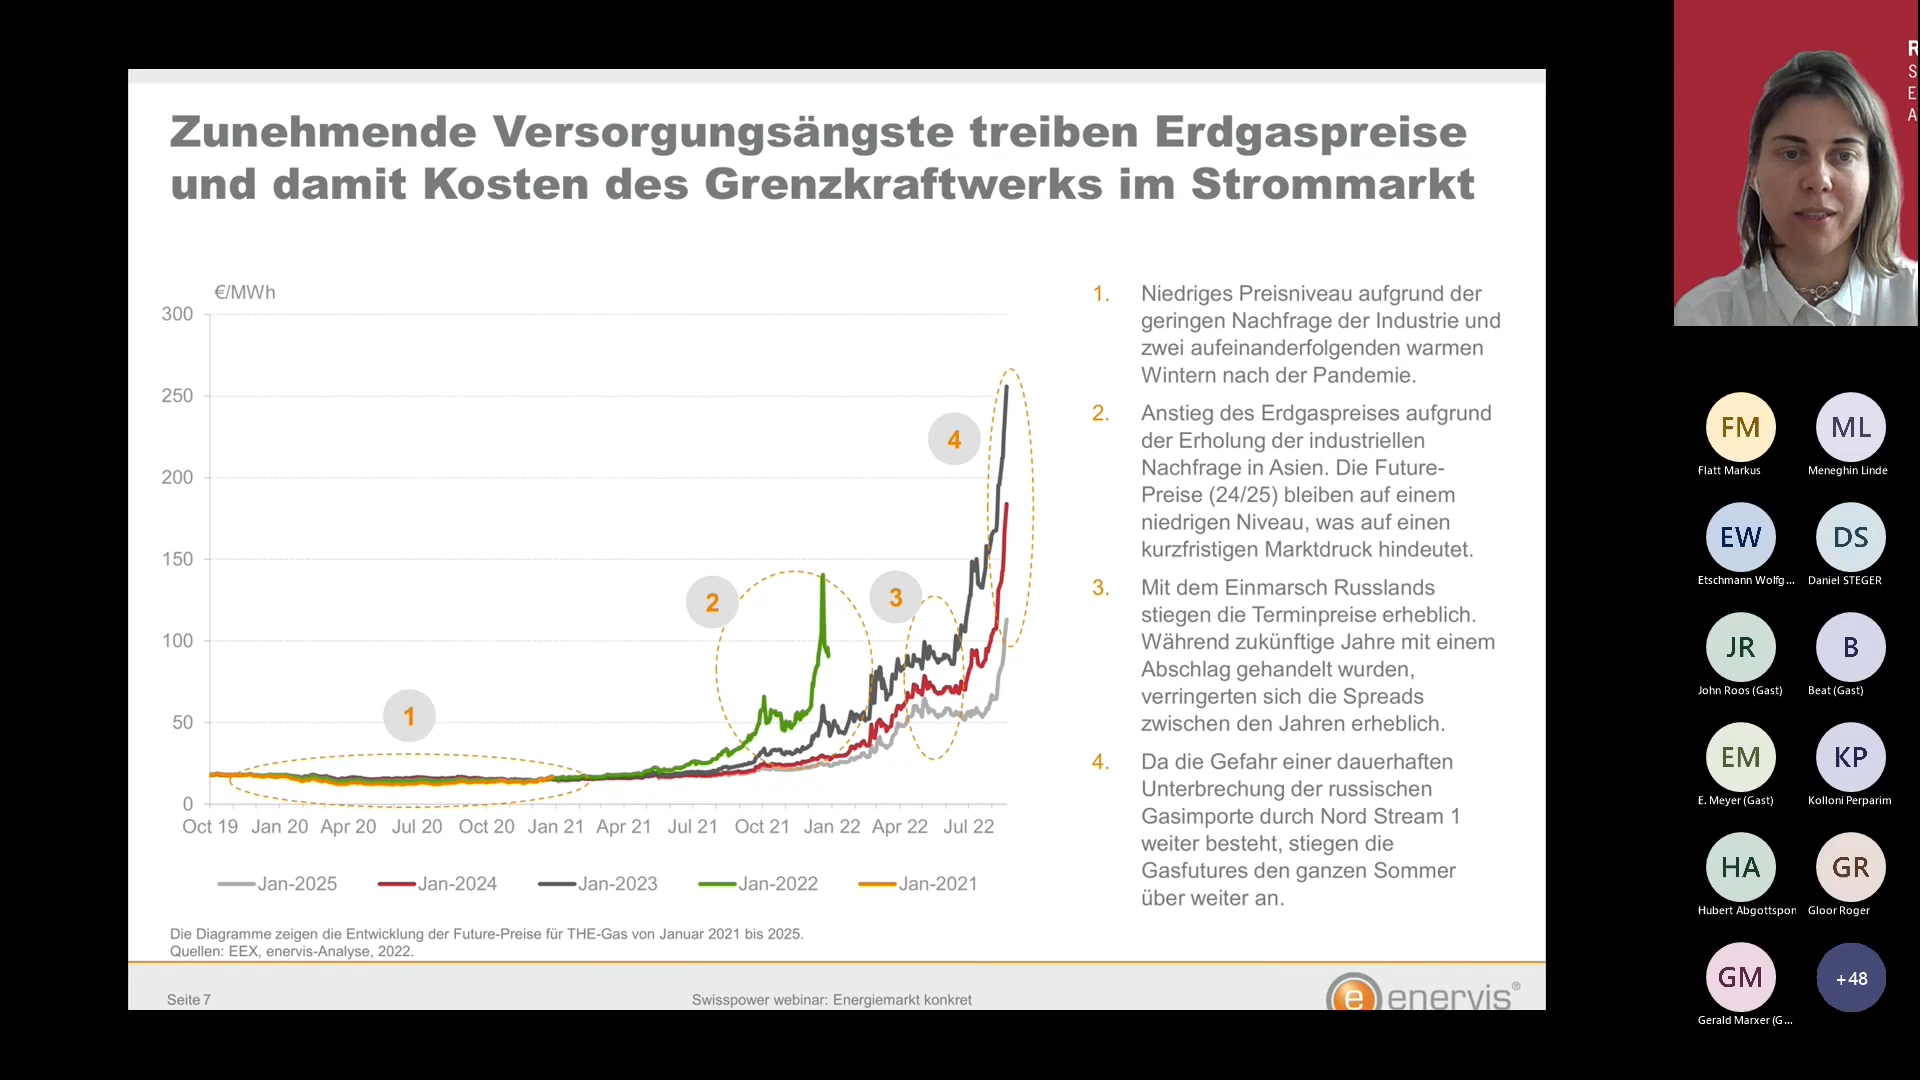 Zunehmende Versorgungsängste treiben Erdgaspreise
und damit Kosten des Grenzkraftwerks im Strommarkt
€/MWh
300
250
200
150
100
50
0
Oct 19 Jan 20 Apr 20 Jul 20 Oct 20 Jan 21 Apr 21 Jul 21 Oct 21 Jan 22 Apr 22 Jul 22
1
2
3
4
Jan-2025 Jan-2024 Jan-2023 Jan-2022 Jan-2021
1. Niedriges Preisniveau aufgrund der
geringen Nachfrage der Industrie und
zwei aufeinanderfolgenden warmen
Wintern nach der Pandemie.
2. Anstieg des Erdgaspreises aufgrund
der Erholung der industriellen
Nachfrage in Asien. Die Future-
Preise (24/25) bleiben auf einem
niedrigen Niveau, was auf einen
kurzfristigen Marktdruck hindeutet.
3. Mit dem Einmarsch Russlands
stiegen die Terminpreise erheblich.
Während zukünftige Jahre mit einem
Abschlag gehandelt wurden,
verringerten sich die Spreads
zwischen den Jahren erheblich.
4. Da die Gefahr einer dauerhaften
Unterbrechung der russischen
Gasimporte durch Nord Stream 1
weiter besteht, stiegen die
Gasfutures den ganzen Sommer
über weiter an.
Die Diagramme zeigen die Entwicklung der Future-Preise für THE-Gas von Januar 2021 bis 2025.
Quellen: EEX, enervis-Analyse, 2022.
Seite 7
Swisspower webinar: Energiemarkt konkret
e enervis®
R
S
E
A
FM ML
Flatt Markus Meneghin Linde
EW DS
Etschmann Wolfg... Daniel STEGER
JR B
John Roos (Gast) Beat (Gast)
EM KP
E. Meyer (Gast) Kolloni Perparim
HA GR
Hubert Abgottspon Gloor Roger
GM +48
Gerald Marxer (G...